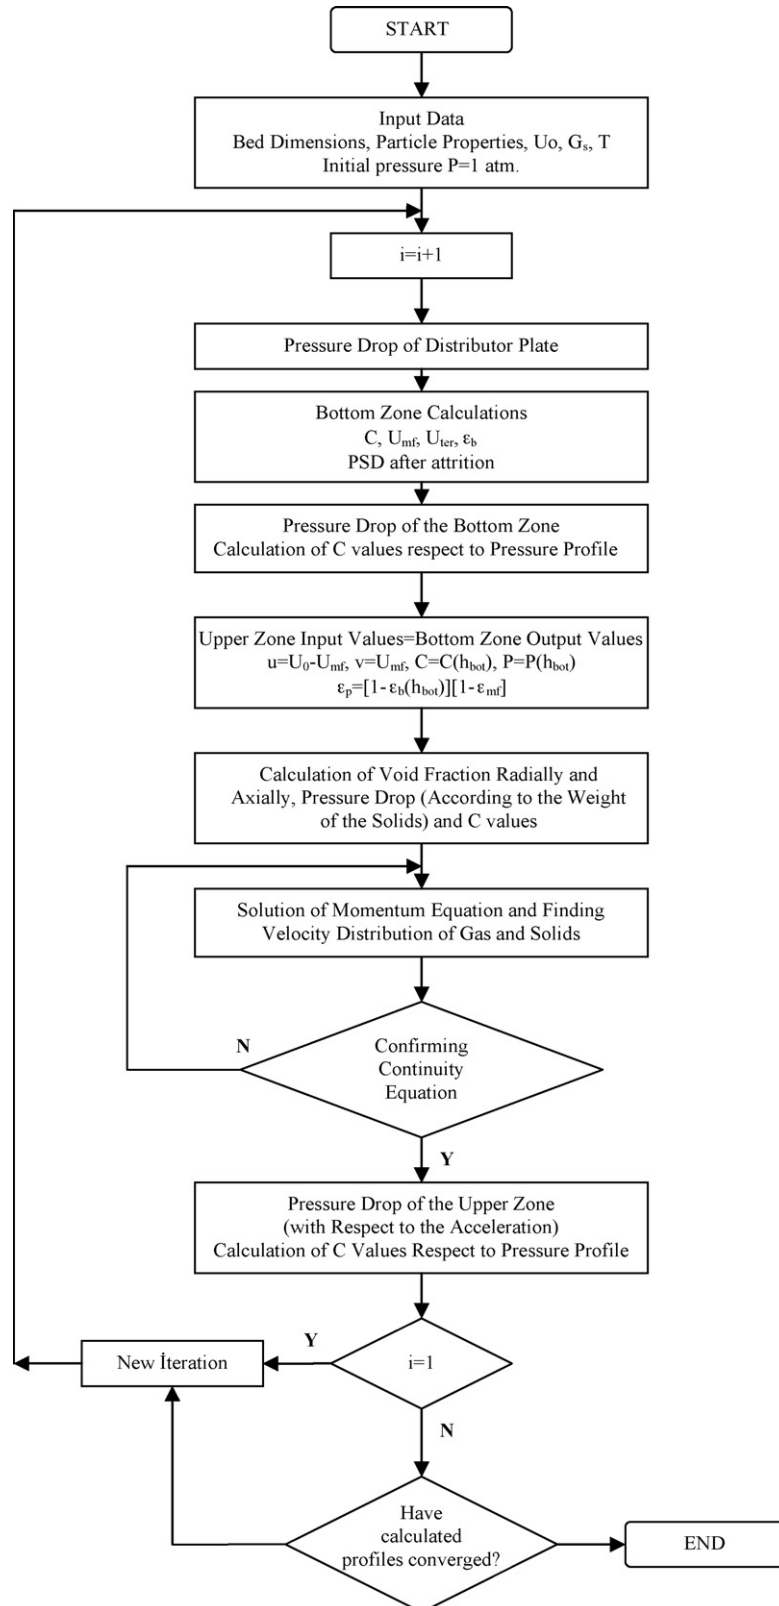 START
Input Data
Bed Dimensions, Particle Properties, Uo, Gₛ, T
Initial pressure P=1 atm.
i=i+1
Pressure Drop of Distributor Plate
Bottom Zone Calculations
C, Uₘf, Uₜₑᵣ, εb
PSD after attrition
Pressure Drop of the Bottom Zone
Calculation of C values respect to Pressure Profile
Upper Zone Input Values=Bottom Zone Output Values
u=U₀-Uₘf, v=Uₘf, C=C(hbot), P=P(hbot)
εₚ=[1-εb(hbot)][1-εₘf]
Calculation of Void Fraction Radially and
Axially, Pressure Drop (According to the Weight
of the Solids) and C values
Solution of Momentum Equation and Finding
Velocity Distribution of Gas and Solids
N
Confirming
Continuity
Equation
Y
Pressure Drop of the Upper Zone
(with Respect to the Acceleration)
Calculation of C Values Respect to Pressure Profile
New İteration
Y
i=1
N
Have
calculated
profiles converged?
END